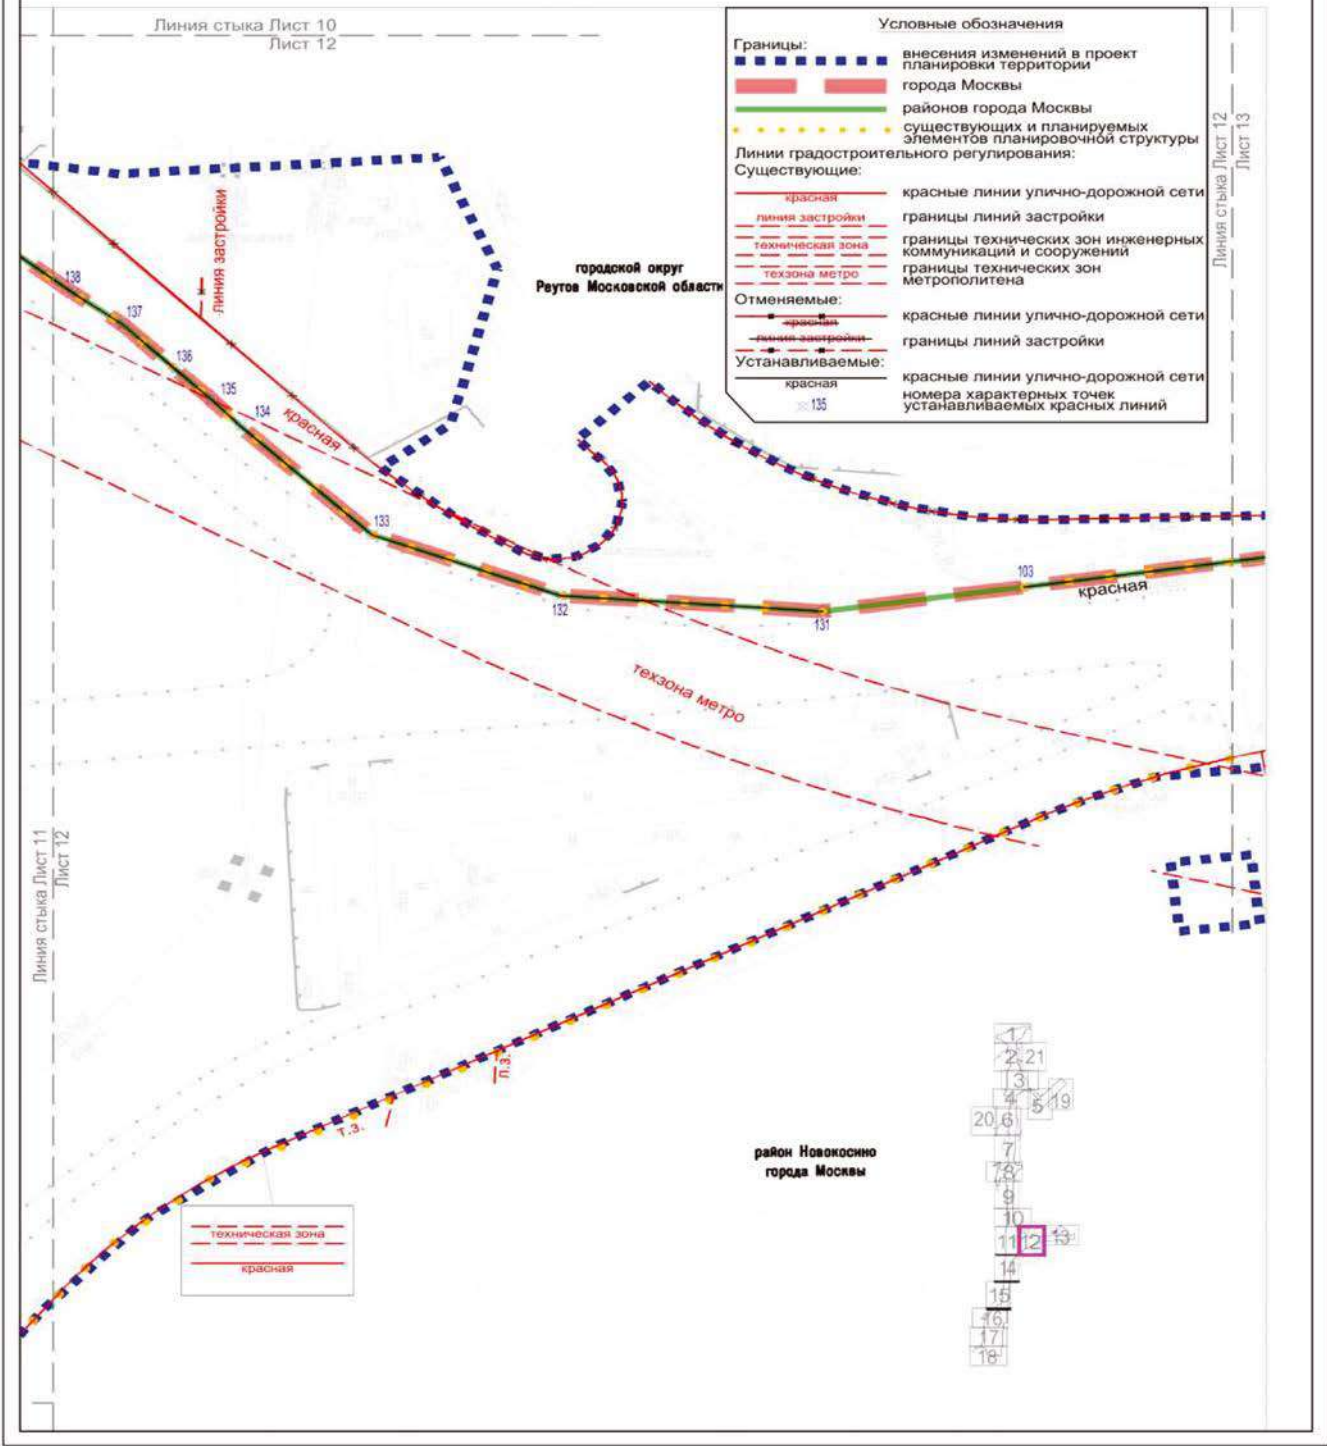 Линия стыка Лист 10
Лист 12
Условные обозначения
Границы:
внесения изменений в проект
планировки территории
города Москвы
районов города Москвы
существующих и планируемых
элементов планировочной структуры
Линии градостроительного регулирования:
Существующие:
красная
красные линии улично-дорожной сети
линия застройки
границы линий застройки
техническая зона
границы технических зон инженерных
коммуникаций и сооружений
техзона метро
границы технических зон
метрополитена
Отменяемые:
красная
красные линии улично-дорожной сети
линия застройки
границы линий застройки
Устанавливаемые:
красная
красные линии улично-дорожной сети
135
номера характерных точек
устанавливаемых красных линий
Линия стыка Лист 12
Лист 13
линия застройки
городской округ
Реутов Московской области
138
137
136
135
134
красная
133
132
131
103
красная
техзона метро
Линия стыка Лист 11
Лист 12
л.з.
т.з.
район Новокосино
города Москвы
техническая зона
красная
1
2 21
3
4
5 19
20 6
7
8
9
10
11 12 13
14
15
16
17
18